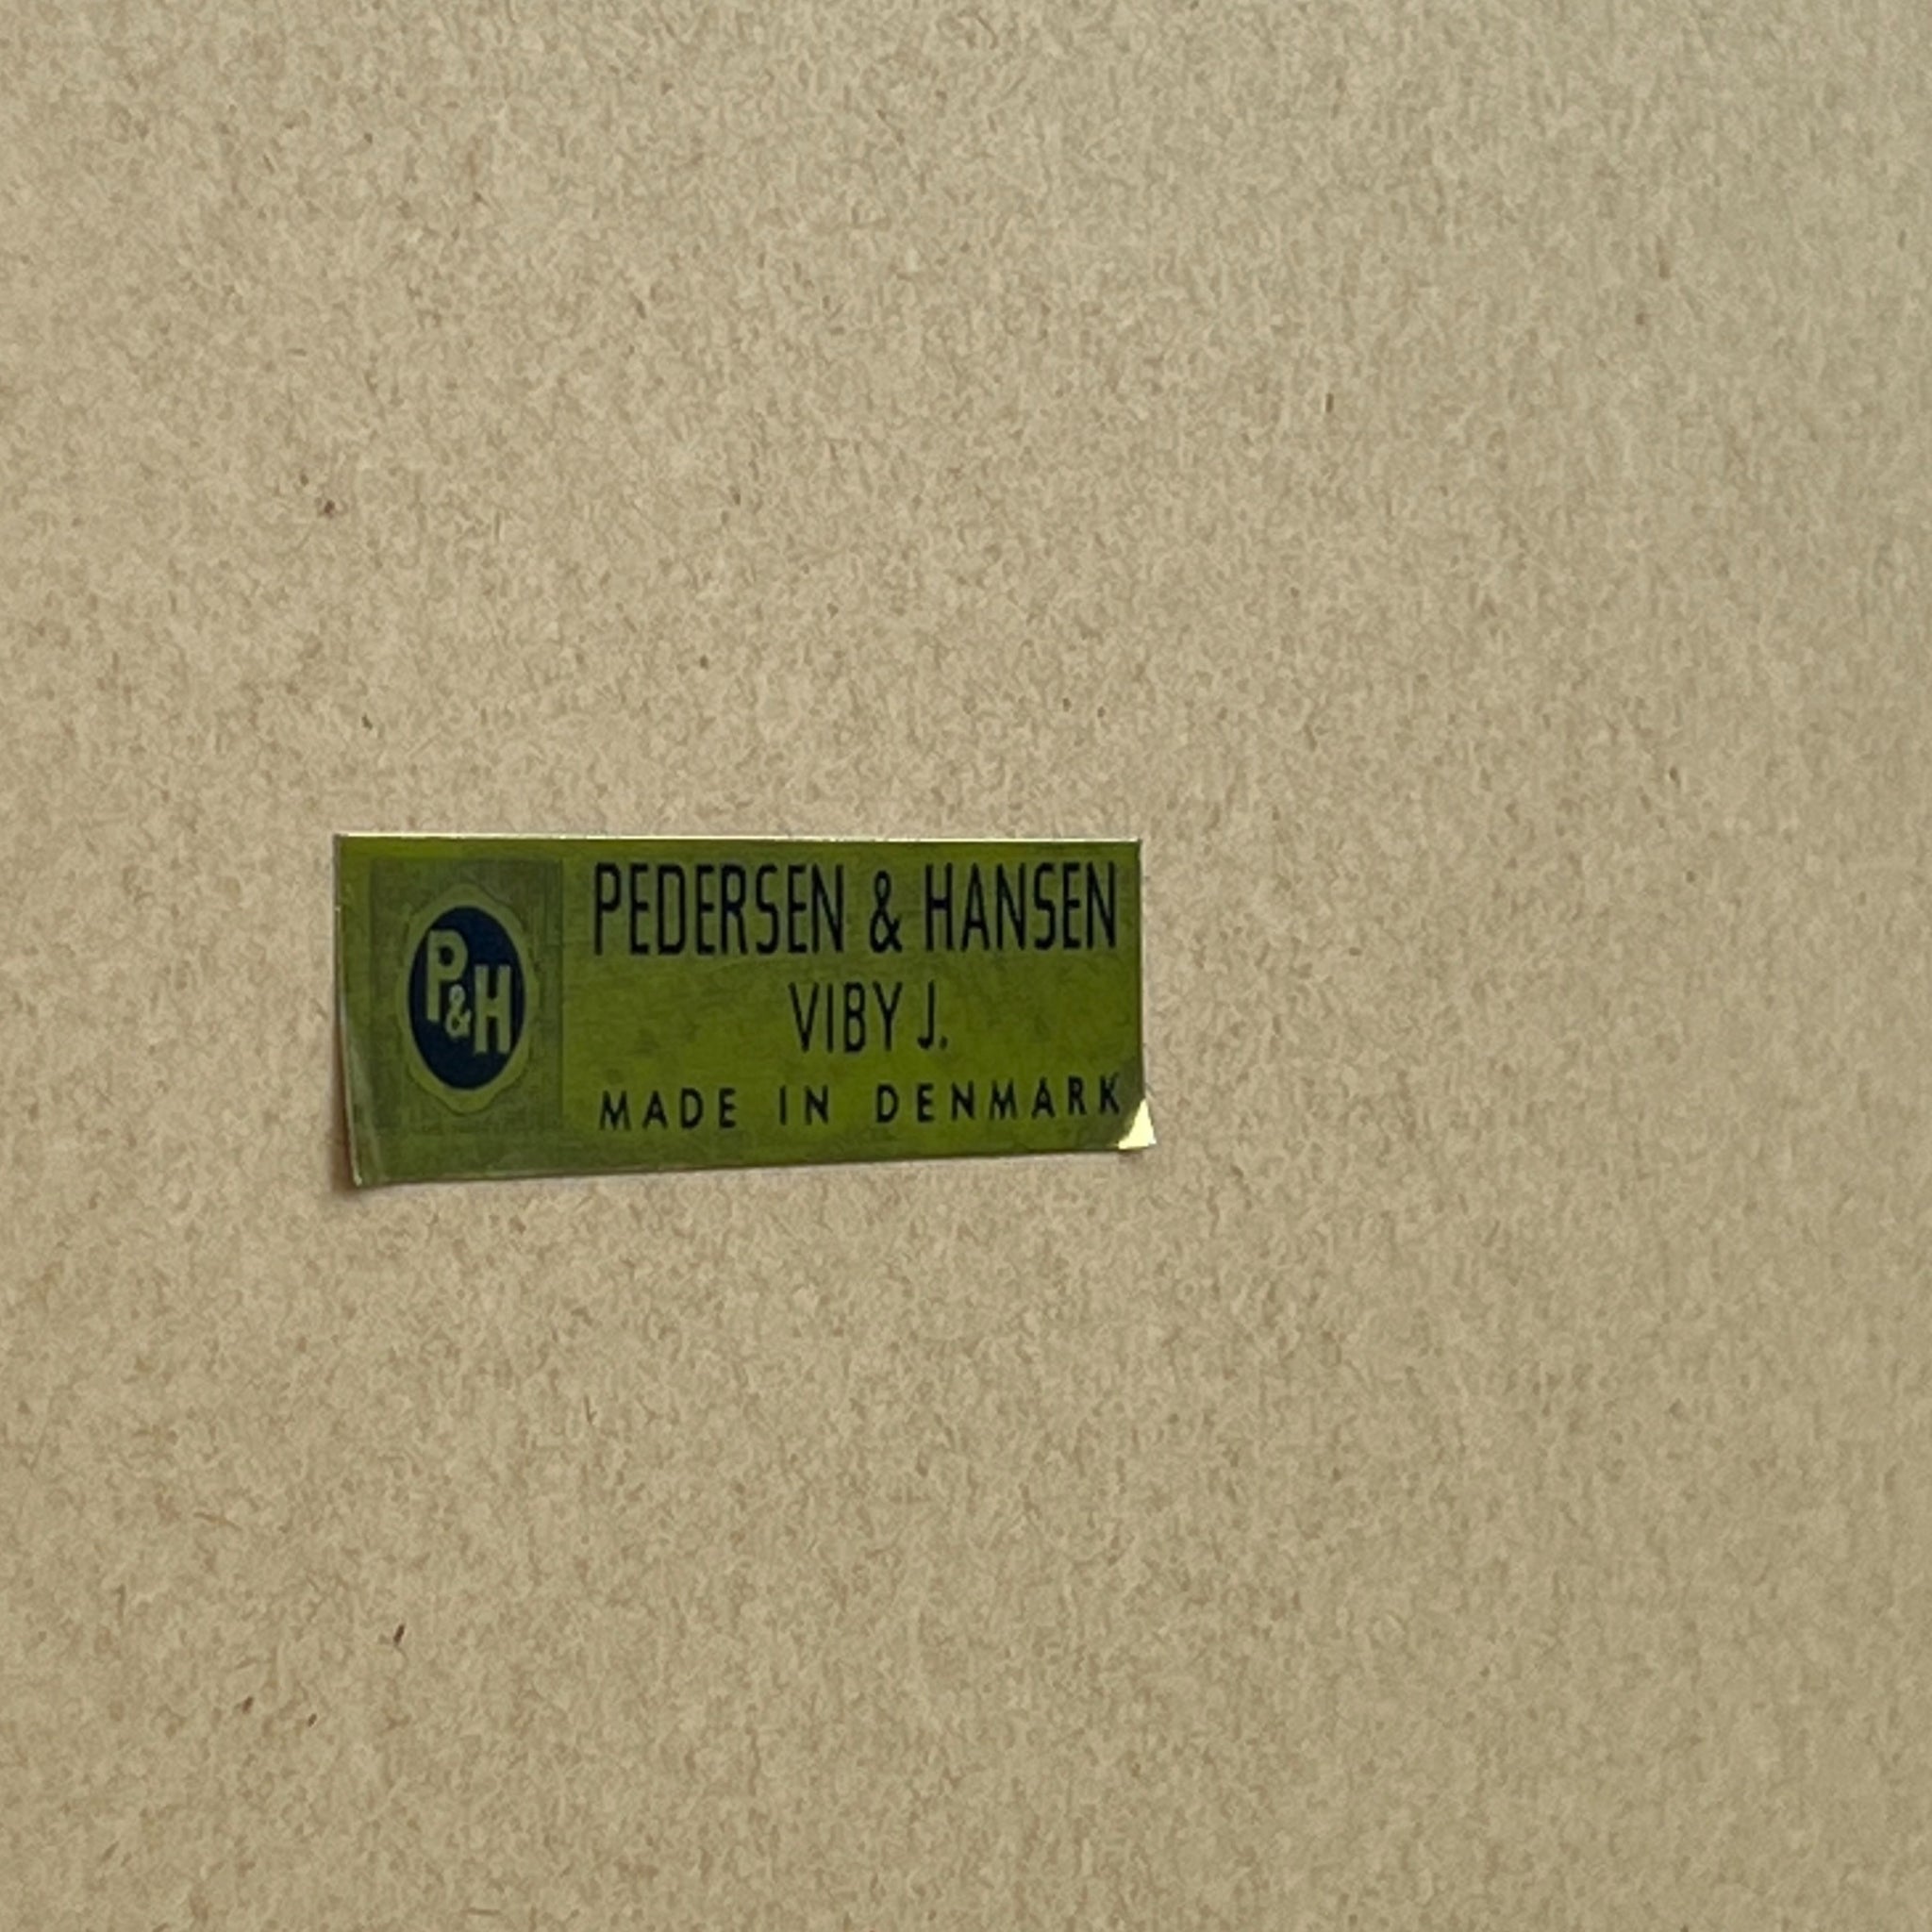 P&H
PEDERSEN & HANSEN
VIBY J.
MADE IN DENMARK